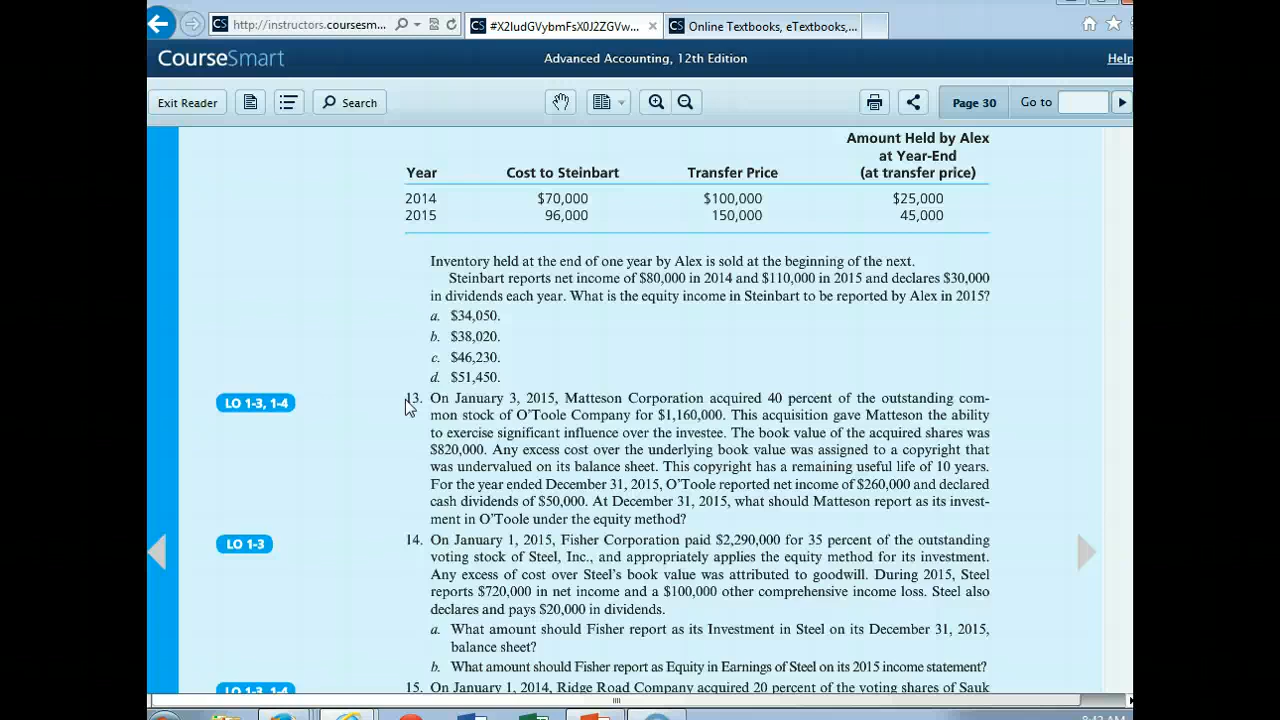 http://instructors.coursesm...
#X2IudGVybmFsX0J2ZGVw...
Online Textbooks, eTextbooks,...
CourseSmart
Advanced Accounting, 12th Edition
Help
Exit Reader
Search
Page 30
Go to
Amount Held by Alex
at Year-End
Year Cost to Steinbart Transfer Price (at transfer price)
2014 $70,000 $100,000 $25,000
2015 96,000 150,000 45,000
Inventory held at the end of one year by Alex is sold at the beginning of the next.
Steinbart reports net income of $80,000 in 2014 and $110,000 in 2015 and declares $30,000
in dividends each year. What is the equity income in Steinbart to be reported by Alex in 2015?
a. $34,050.
b. $38,020.
c. $46,230.
d. $51,450.
LO 1-3, 1-4
13. On January 3, 2015, Matteson Corporation acquired 40 percent of the outstanding com-
mon stock of O'Toole Company for $1,160,000. This acquisition gave Matteson the ability
to exercise significant influence over the investee. The book value of the acquired shares was
$820,000. Any excess cost over the underlying book value was assigned to a copyright that
was undervalued on its balance sheet. This copyright has a remaining useful life of 10 years.
For the year ended December 31, 2015, O'Toole reported net income of $260,000 and declared
cash dividends of $50,000. At December 31, 2015, what should Matteson report as its invest-
ment in O'Toole under the equity method?
LO 1-3
14. On January 1, 2015, Fisher Corporation paid $2,290,000 for 35 percent of the outstanding
voting stock of Steel, Inc., and appropriately applies the equity method for its investment.
Any excess of cost over Steel's book value was attributed to goodwill. During 2015, Steel
reports $720,000 in net income and a $100,000 other comprehensive income loss. Steel also
declares and pays $20,000 in dividends.
a. What amount should Fisher report as its Investment in Steel on its December 31, 2015,
balance sheet?
b. What amount should Fisher report as Equity in Earnings of Steel on its 2015 income statement?
LO 1-3, 1-4
15. On January 1, 2014, Ridge Road Company acquired 20 percent of the voting shares of Sauk